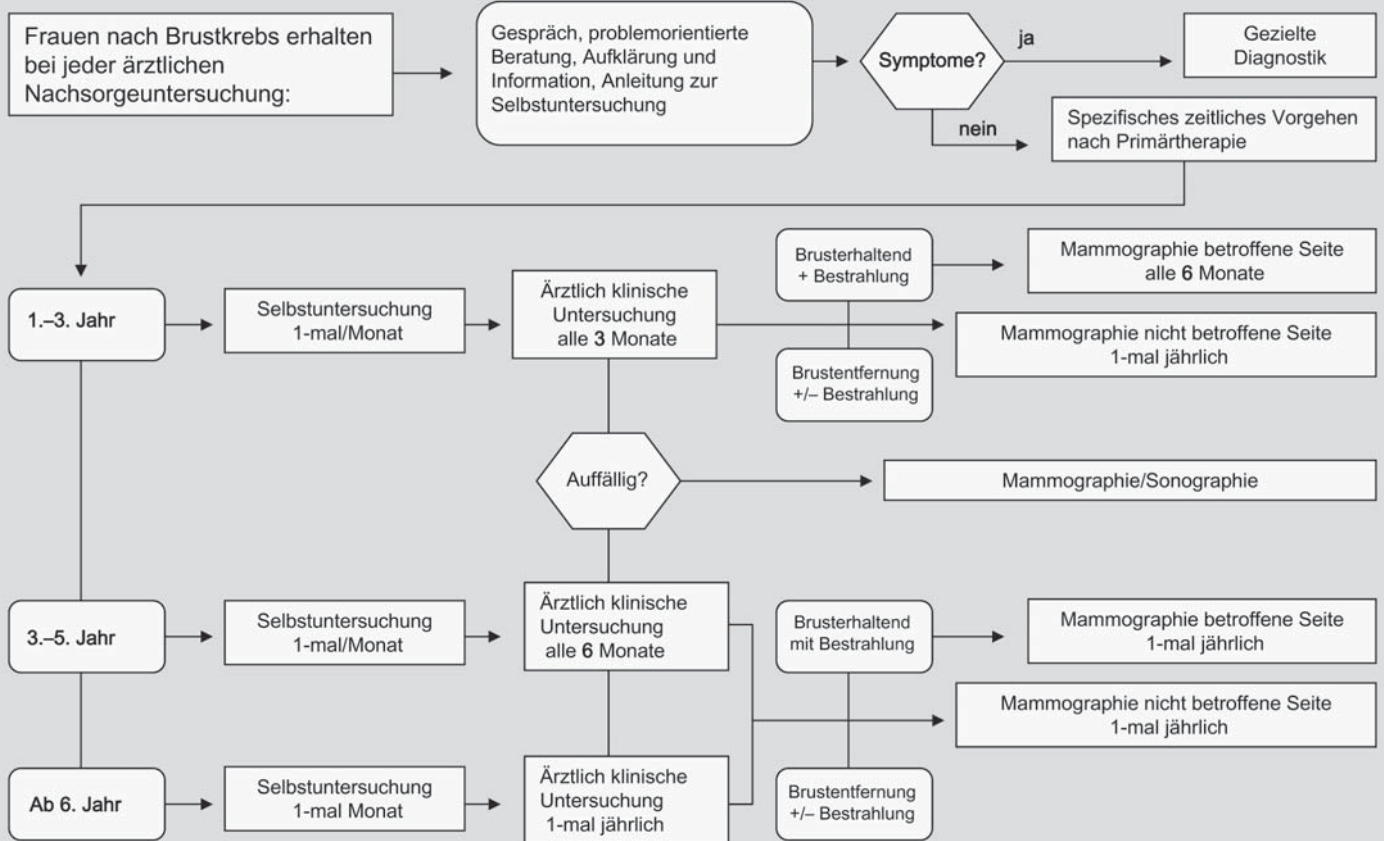 Frauen nach Brustkrebs erhalten
bei jeder ärztlichen
Nachsorgeuntersuchung:
Gespräch, problemorientierte
Beratung, Aufklärung und
Information, Anleitung zur
Selbstuntersuchung
Symptome?
ja
Gezielte
Diagnostik
nein
Spezifisches zeitliches Vorgehen
nach Primärtherapie
1.–3. Jahr
Selbstuntersuchung
1-mal/Monat
Ärztlich klinische
Untersuchung
alle 3 Monate
Brusterhaltend
+ Bestrahlung
Mammographie betroffene Seite
alle 6 Monate
Mammographie nicht betroffene Seite
1-mal jährlich
Brustentfernung
+/– Bestrahlung
Auffällig?
Mammographie/Sonographie
3.–5. Jahr
Selbstuntersuchung
1-mal/Monat
Ärztlich klinische
Untersuchung
alle 6 Monate
Brusterhaltend
mit Bestrahlung
Mammographie betroffene Seite
1-mal jährlich
Mammographie nicht betroffene Seite
1-mal jährlich
Ab 6. Jahr
Selbstuntersuchung
1-mal Monat
Ärztlich klinische
Untersuchung
1-mal jährlich
Brustentfernung
+/– Bestrahlung